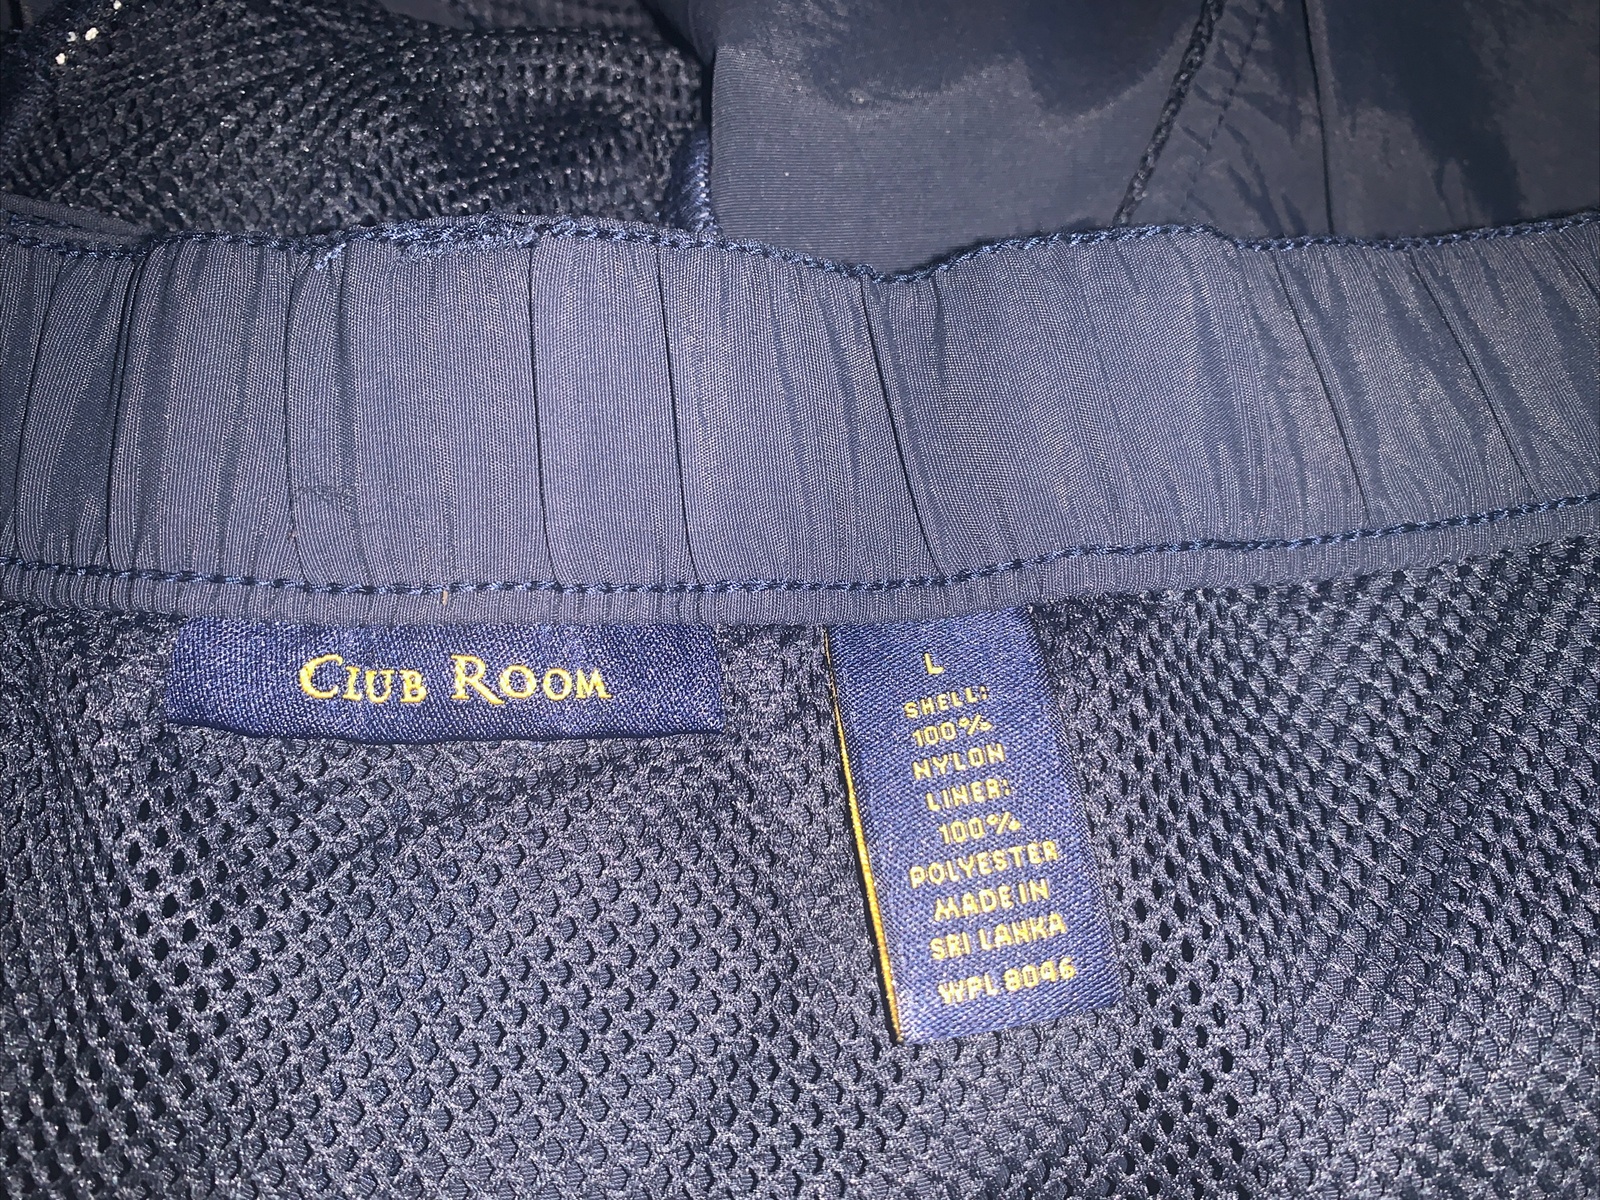 CLUB ROOM
L
SHELL:
100%
NYLON
LINER:
100%
POLYESTER
MADE IN
SRI LANKA
WPL 8046